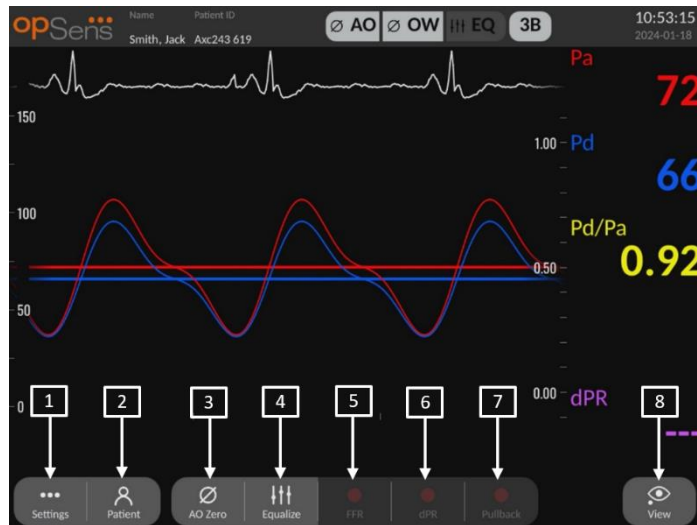 opSens
Name Patient ID
Smith, Jack Axc243 619
Ø AO Ø OW EQ 3B
10:53:15
2024-01-18
Pa
72
150
1.00
Pd
66
100
Pd/Pa
0.92
0.50
50
0.00
dPR
---
0
1 2 3 4 5 6 7 8
Settings Patient AO Zero Equalize FFR dPR Pullback View